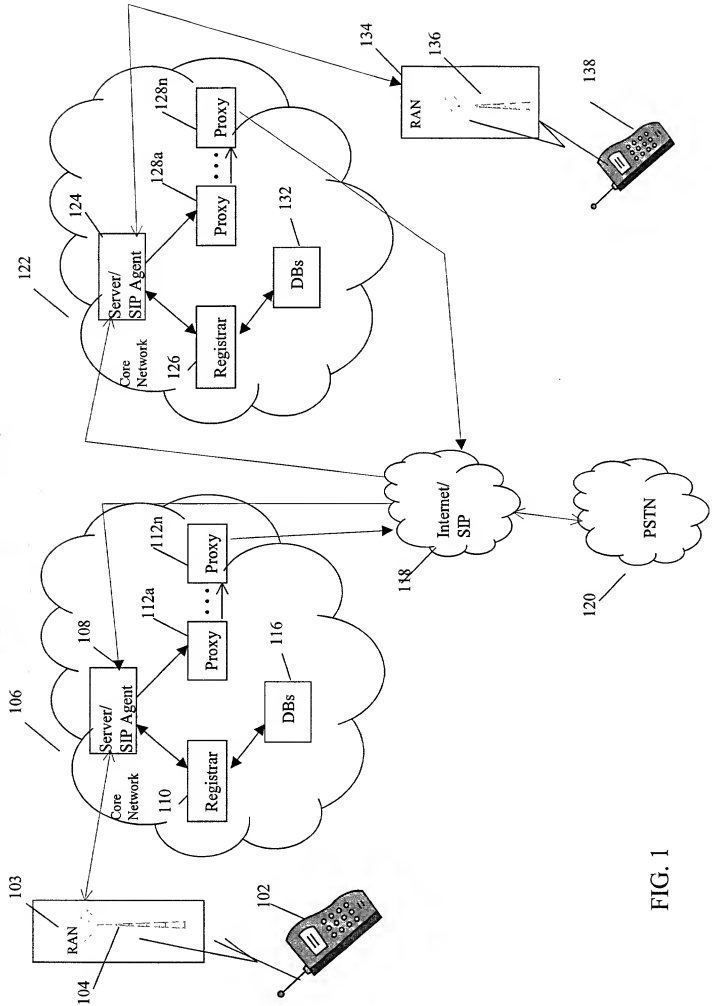 103
RAN
104
102
106
108
Server/
SIP Agent
Core
Network
110
Registrar
112a
Proxy
• • •
112n
Proxy
116
DBs
Internet/
SIP
118
PSTN
120
122
124
Server/
SIP Agent
Core
Network
126
Registrar
128a
Proxy
• • •
128n
Proxy
132
DBs
134
RAN
136
138
FIG. 1